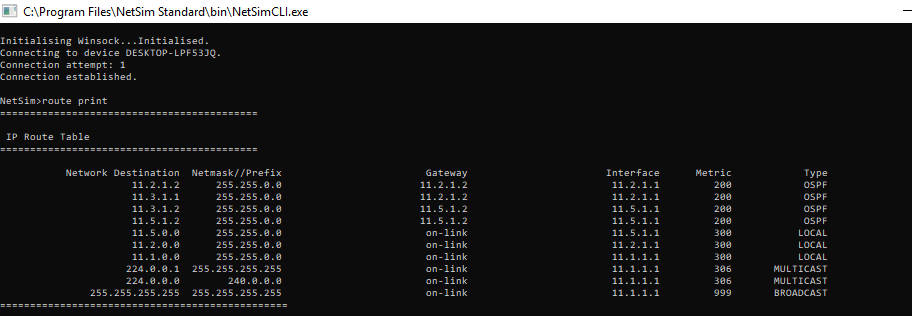 C:\Program Files\NetSim Standard\bin\NetSimCLI.exe
Initialising Winsock...Initialised.
Connecting to device DESKTOP-LPF53JQ.
Connection attempt: 1
Connection established.
NetSim>route print
===========================================
IP Route Table
===========================================
Network Destination Netmask//Prefix Gateway Interface Metric Type
11.2.1.2 255.255.0.0 11.2.1.2 11.2.1.1 200 OSPF
11.3.1.1 255.255.0.0 11.2.1.2 11.2.1.1 200 OSPF
11.3.1.2 255.255.0.0 11.5.1.2 11.5.1.1 200 OSPF
11.5.1.2 255.255.0.0 11.5.1.2 11.5.1.1 200 OSPF
11.5.0.0 255.255.0.0 on-link 11.5.1.1 300 LOCAL
11.2.0.0 255.255.0.0 on-link 11.2.1.1 300 LOCAL
11.1.0.0 255.255.0.0 on-link 11.1.1.1 300 LOCAL
224.0.0.1 255.255.255.255 on-link 11.1.1.1 306 MULTICAST
224.0.0.0 240.0.0.0 on-link 11.1.1.1 306 MULTICAST
255.255.255.255 255.255.255.255 on-link 11.1.1.1 999 BROADCAST
================================================